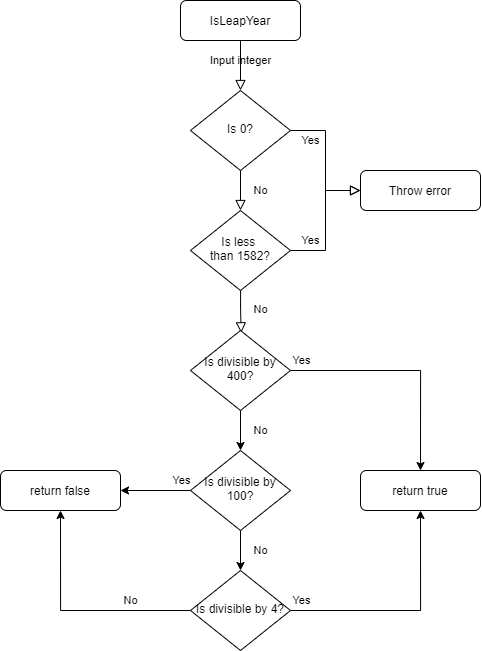 IsLeapYear
Input integer
Is 0?
Yes
No
Throw error
Is less
than 1582?
Yes
No
Is divisible by
400?
Yes
No
return false
Yes
Is divisible by
100?
return true
No
No
Is divisible by 4?
Yes